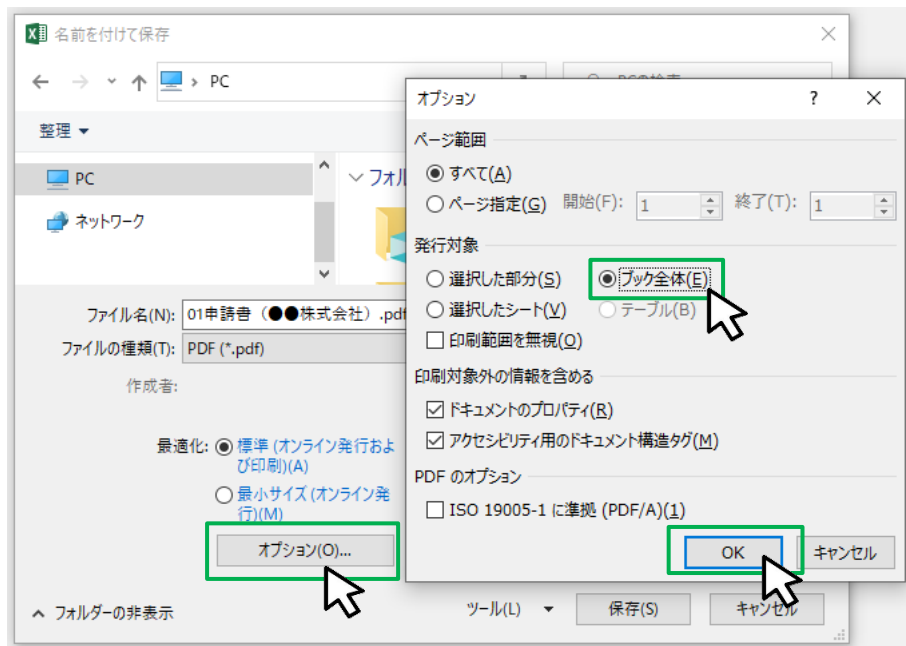 名前を付けて保存
PC
整理
PC
ネットワーク
ファイル名(N): 01申請書（●●株式会社）.pdf
ファイルの種類(T): PDF (*.pdf)
作成者:
最適化: 標準 (オンライン発行およ
び印刷)(A)
最小サイズ (オンライン発
行)(M)
オプション(O)...
フォルダーの非表示
ツール(L)
保存(S)
キャンセル
オプション
?
ページ範囲
すべて(A)
ページ指定(G) 開始(F): 1 終了(T): 1
発行対象
選択した部分(S) ブック全体(E)
選択したシート(V) テーブル(B)
印刷範囲を無視(O)
印刷対象外の情報を含める
ドキュメントのプロパティ(R)
アクセシビリティ用のドキュメント構造タグ(M)
PDF のオプション
ISO 19005-1 に準拠 (PDF/A)(1)
OK キャンセル